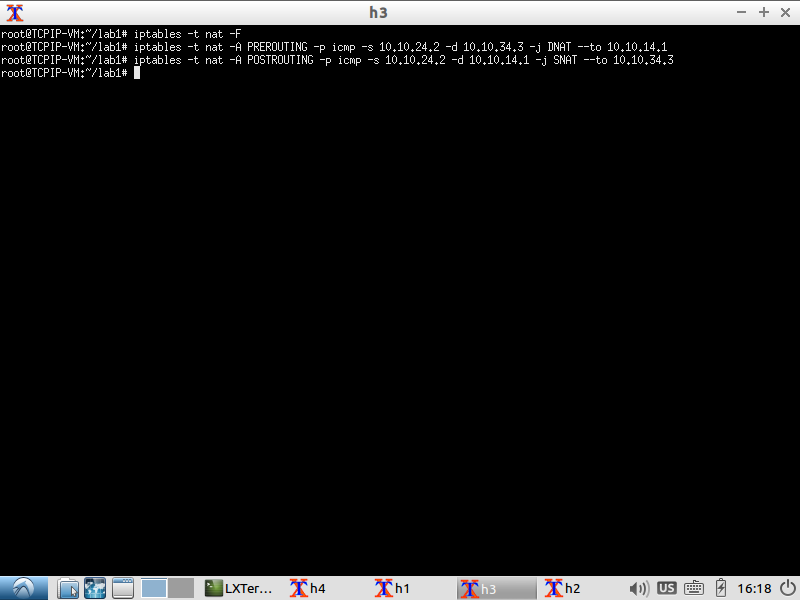 h3
root@TCPIP-VM:~/lab1# iptables -t nat -F
root@TCPIP-VM:~/lab1# iptables -t nat -A PREROUTING -p icmp -s 10.10.24.2 -d 10.10.34.3 -j DNAT --to 10.10.14.1
root@TCPIP-VM:~/lab1# iptables -t nat -A POSTROUTING -p icmp -s 10.10.24.2 -d 10.10.14.1 -j SNAT --to 10.10.34.3
root@TCPIP-VM:~/lab1#
LXTer... h4 h1 h3 h2 US 16:18